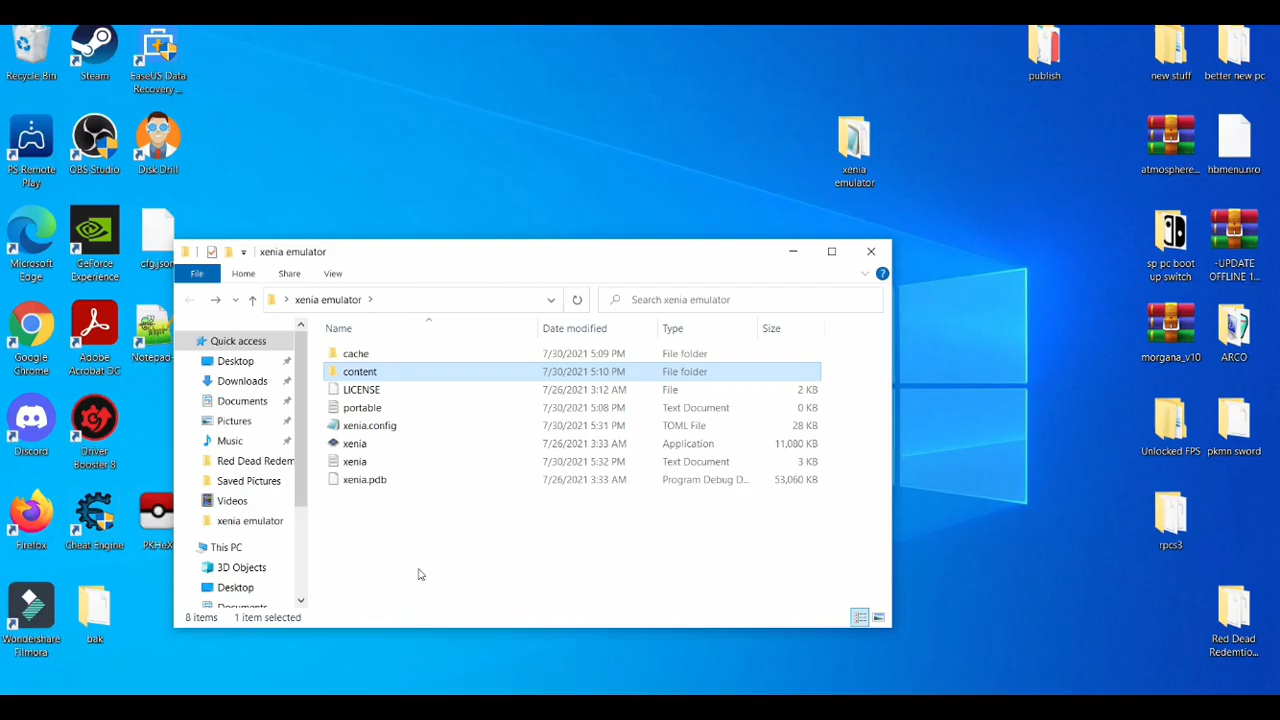 Recycle Bin
Steam
EaseUS Data
Recovery ...
publish
new stuff
better new pc
PS Remote
Play
OBS Studio
Disk Drill
xenia
emulator
atmosphere...
hbmenu.nro
Microsoft
Edge
GeForce
Experience
cfg.json
sp pc boot
up switch
-UPDATE
OFFLINE 1...
Google
Chrome
Adobe
Acrobat DC
Notepad-
morgana_v10
ARCO
Discord
Driver
Booster 8
Unlocked FPS
pkmn sword
Firefox
Cheat Engine
PKHeX
rpcs3
Wondershare
Filmora
bak
Red Dead
Redemtio...
xenia emulator
File
Home
Share
View
xenia emulator
Search xenia emulator
Quick access
Desktop
Downloads
Documents
Pictures
Music
Red Dead Redem
Saved Pictures
Videos
xenia emulator
This PC
3D Objects
Desktop
Documents
Name Date modified Type Size
cache 7/30/2021 5:09 PM File folder
content 7/30/2021 5:10 PM File folder
LICENSE 7/26/2021 3:12 AM File 2 KB
portable 7/30/2021 5:08 PM Text Document 0 KB
xenia.config 7/30/2021 5:31 PM TOML File 28 KB
xenia 7/26/2021 3:33 AM Application 11,080 KB
xenia 7/30/2021 5:32 PM Text Document 3 KB
xenia.pdb 7/26/2021 3:33 AM Program Debug D... 53,060 KB
8 items 1 item selected